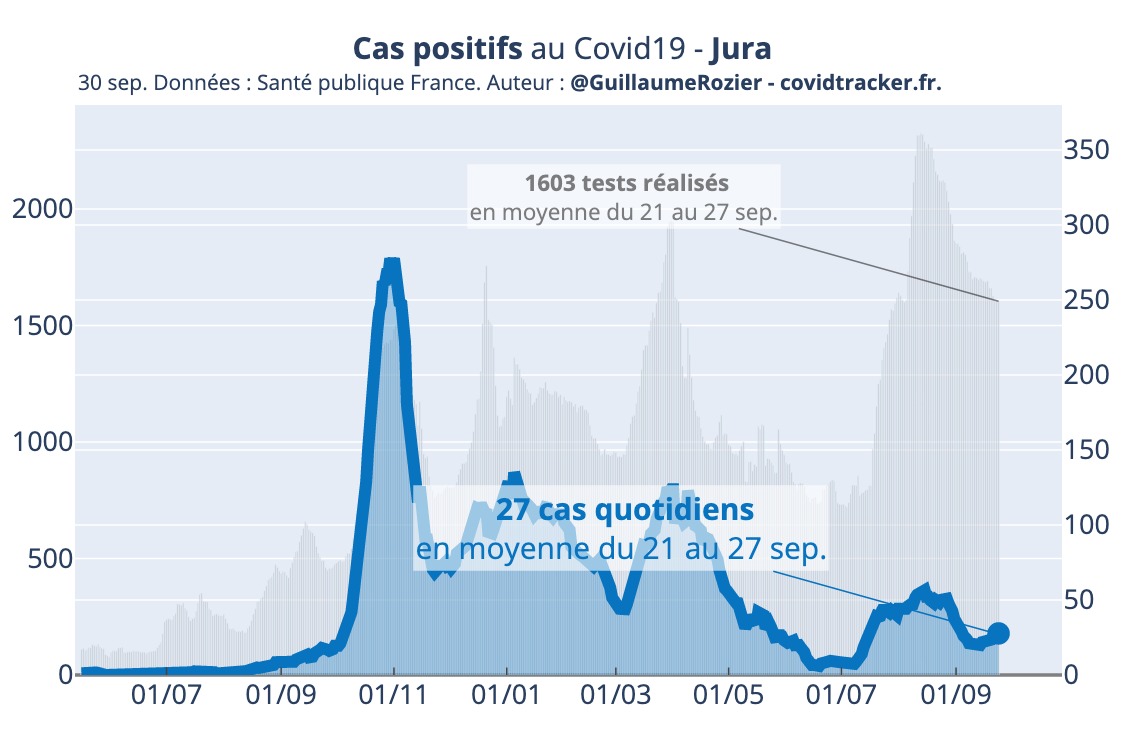 Cas positifs au Covid19 - Jura
30 sep. Données : Santé publique France. Auteur : @GuillaumeRozier - covidtracker.fr.
1603 tests réalisés
en moyenne du 21 au 27 sep.
27 cas quotidiens
en moyenne du 21 au 27 sep.
2000
1500
1000
500
0
350
300
250
200
150
100
50
0
01/07 01/09 01/11 01/01 01/03 01/05 01/07 01/09